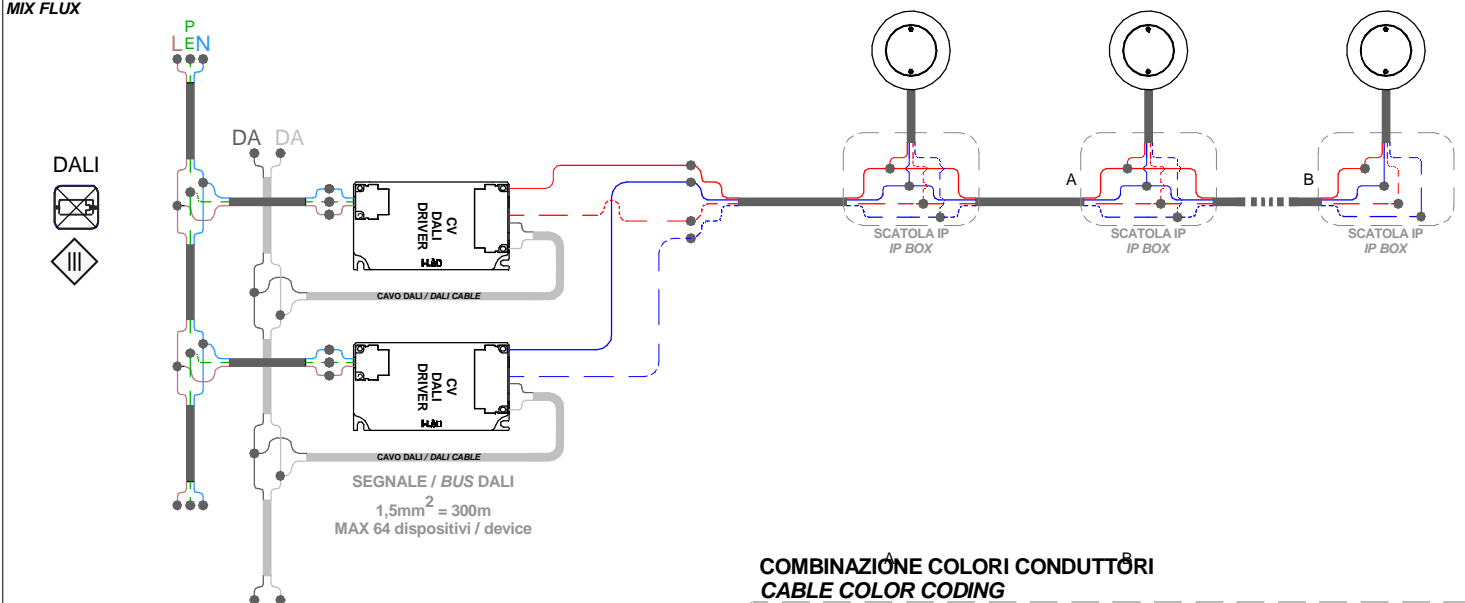 MIX FLUX
L PE N
DA DA
DALI
III
CV
DALI
DRIVER
CAVO DALI / DALI CABLE
CV
DALI
DRIVER
CAVO DALI / DALI CABLE
SEGNALE / BUS DALI
1,5mm² = 300m
MAX 64 dispositivi / device
A
B
SCATOLA IP
IP BOX
SCATOLA IP
IP BOX
SCATOLA IP
IP BOX
A
B
COMBINAZIONE COLORI CONDUTTORI
CABLE COLOR CODING